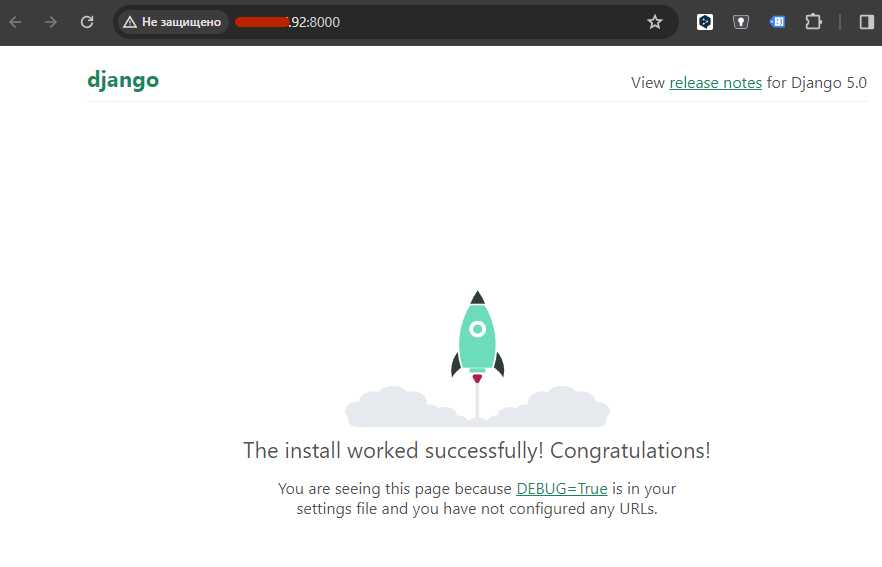 Не защищено .92:8000
django
View release notes for Django 5.0
The install worked successfully! Congratulations!
You are seeing this page because DEBUG=True is in your
settings file and you have not configured any URLs.